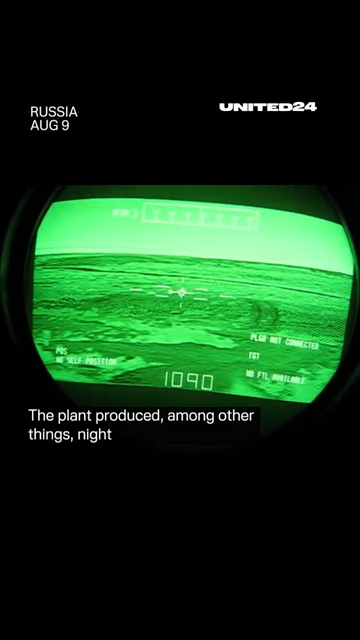 RUSSIA
AUG 9
UNITED24
POS
NO SELF POSITION
PLGR NOT CONNECTED
TGT
NO FTL AVAILABLE
1090
The plant produced, among other
things, night